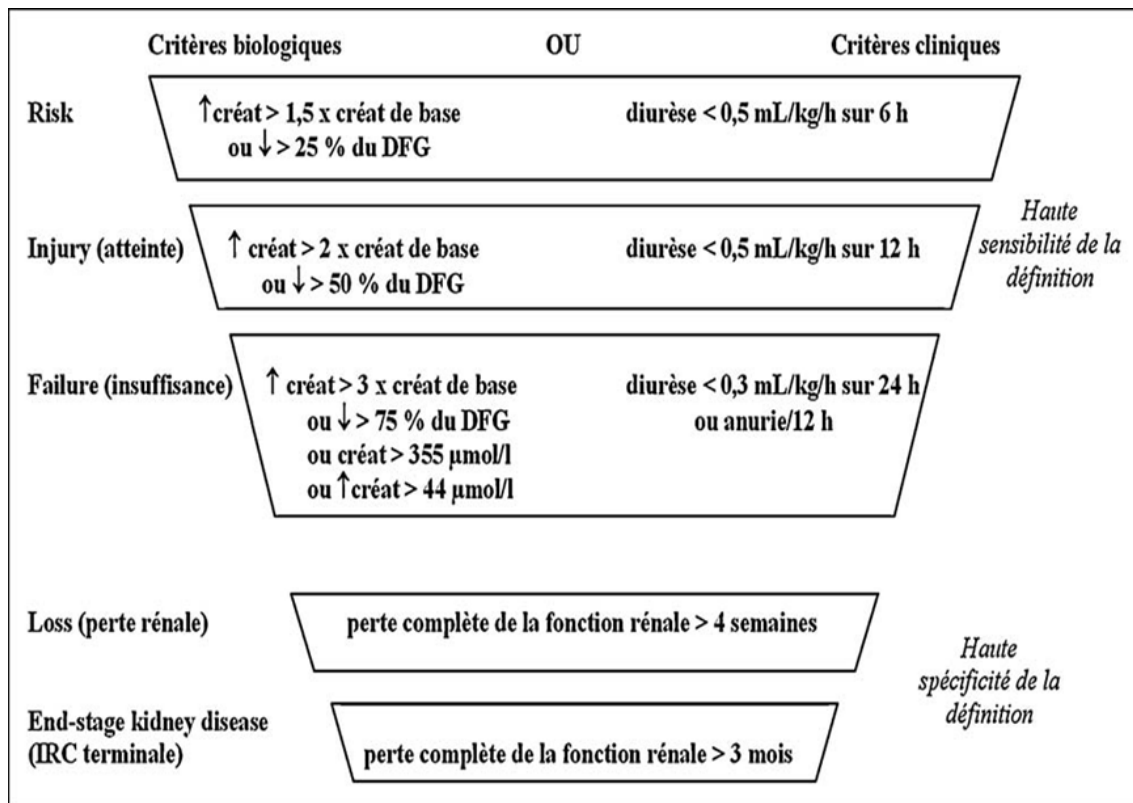 Critères biologiques OU Critères cliniques
Risk
↑créat > 1,5 x créat de base diurèse < 0,5 mL/kg/h sur 6 h
ou ↓ > 25 % du DFG
Injury (atteinte)
↑ créat > 2 x créat de base diurèse < 0,5 mL/kg/h sur 12 h
ou ↓ > 50 % du DFG
Haute
sensibilité de la
définition
Failure (insuffisance)
↑ créat > 3 x créat de base diurèse < 0,3 mL/kg/h sur 24 h
ou ↓ > 75 % du DFG ou anurie/12 h
ou créat > 355 µmol/l
ou ↑créat > 44 µmol/l
Loss (perte rénale)
perte complète de la fonction rénale > 4 semaines
Haute
spécificité de la
définition
End-stage kidney disease
(IRC terminale)
perte complète de la fonction rénale > 3 mois